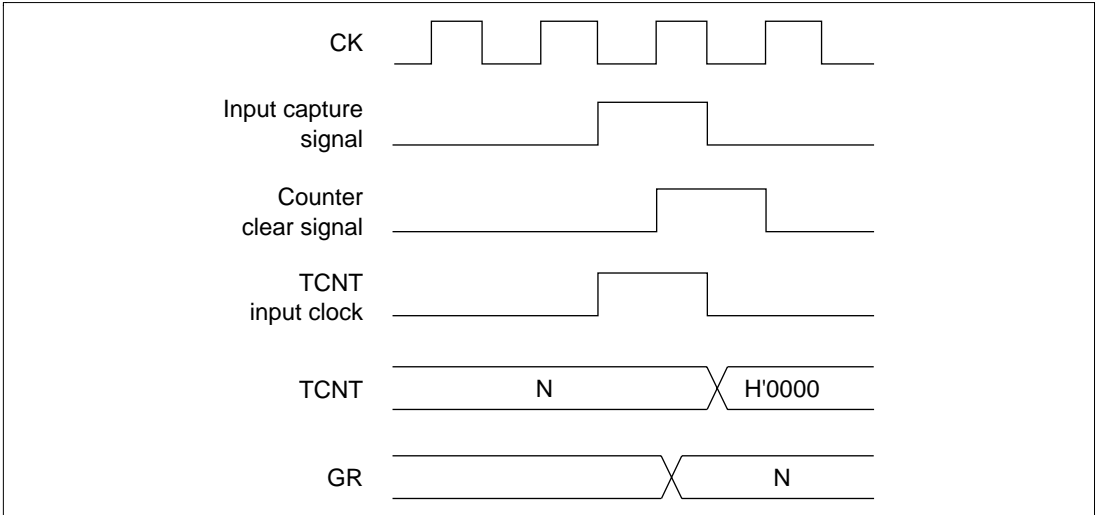 CK
Input capture
signal
Counter
clear signal
TCNT
input clock
TCNT
N
H'0000
GR
N